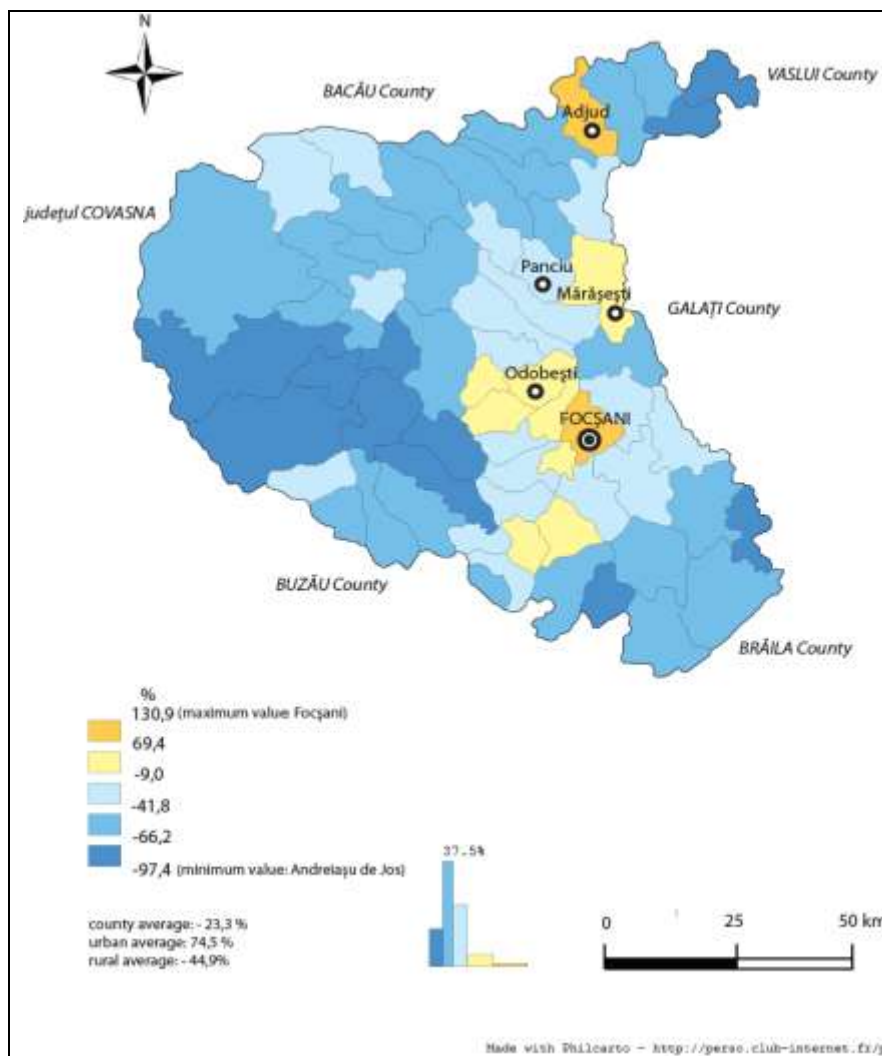 N
BACĂU County
VASLUI County
Adjud
județul COVASNA
Panciu
Mărășești
GALAȚI County
Odobești
FOCȘANI
BUZĂU County
BRĂILA County
%
130,9 (maximum value: Focșani)
69,4
-9,0
-41,8
-66,2
-97,4 (minimum value: Andreiașu de Jos)
37.5%
county average: - 23,3 %
urban average: 74,5 %
rural average: - 44,9%
0 25 50 km
Made with Philcarto - http://perso.club-internet.fr/p